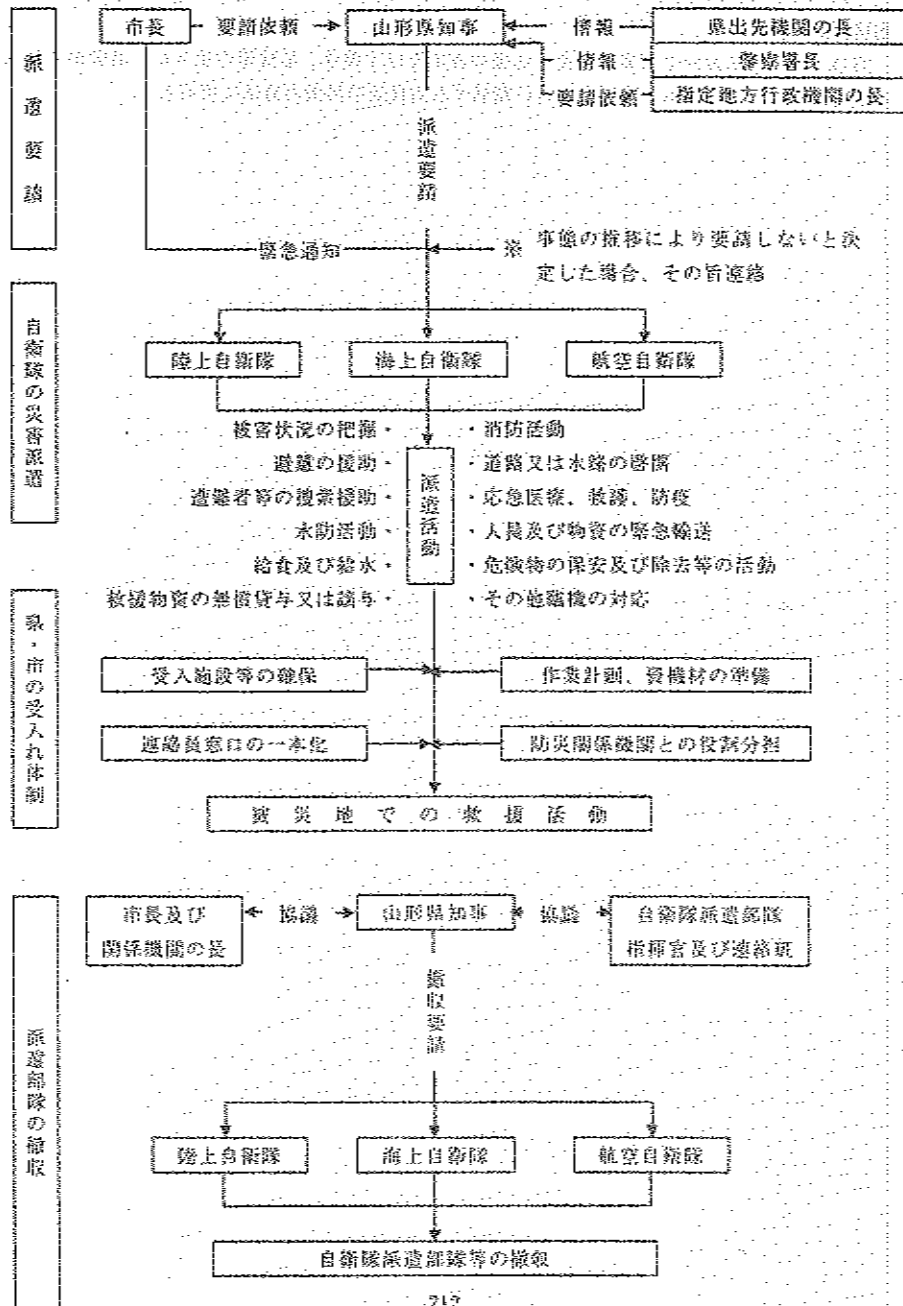 派遣要請
市長
要請依頼
山形県知事
情報
県出先機関の長
情報
警察署長
要請依頼
指定地方行政機関の長
派遣要請
緊急通知
※ 事態の推移により要請しないと決
定した場合、その旨連絡
自衛隊の災害派遣
陸上自衛隊
海上自衛隊
航空自衛隊
被害状況の把握・
避難の援助・
遭難者等の捜索援助・
水防活動・
給食及び給水・
救援物資の無償貸与又は譲与・
派遣活動
・消防活動
・道路又は水路の啓開
・応急医療、救護、防疫
・人員及び物資の緊急輸送
・危険物の保安及び除去等の活動
・その他臨機の対応
県・市の受入れ体制
受入施設等の確保
作業計画、資機材の準備
連絡員窓口の一本化
防災関係機関との役割分担
被災地での救援活動
派遣部隊の撤収
市長及び
関係機関の長
協議
山形県知事
協議
自衛隊派遣部隊
指揮官及び連絡班
撤収要請
陸上自衛隊
海上自衛隊
航空自衛隊
自衛隊派遣部隊等の撤収